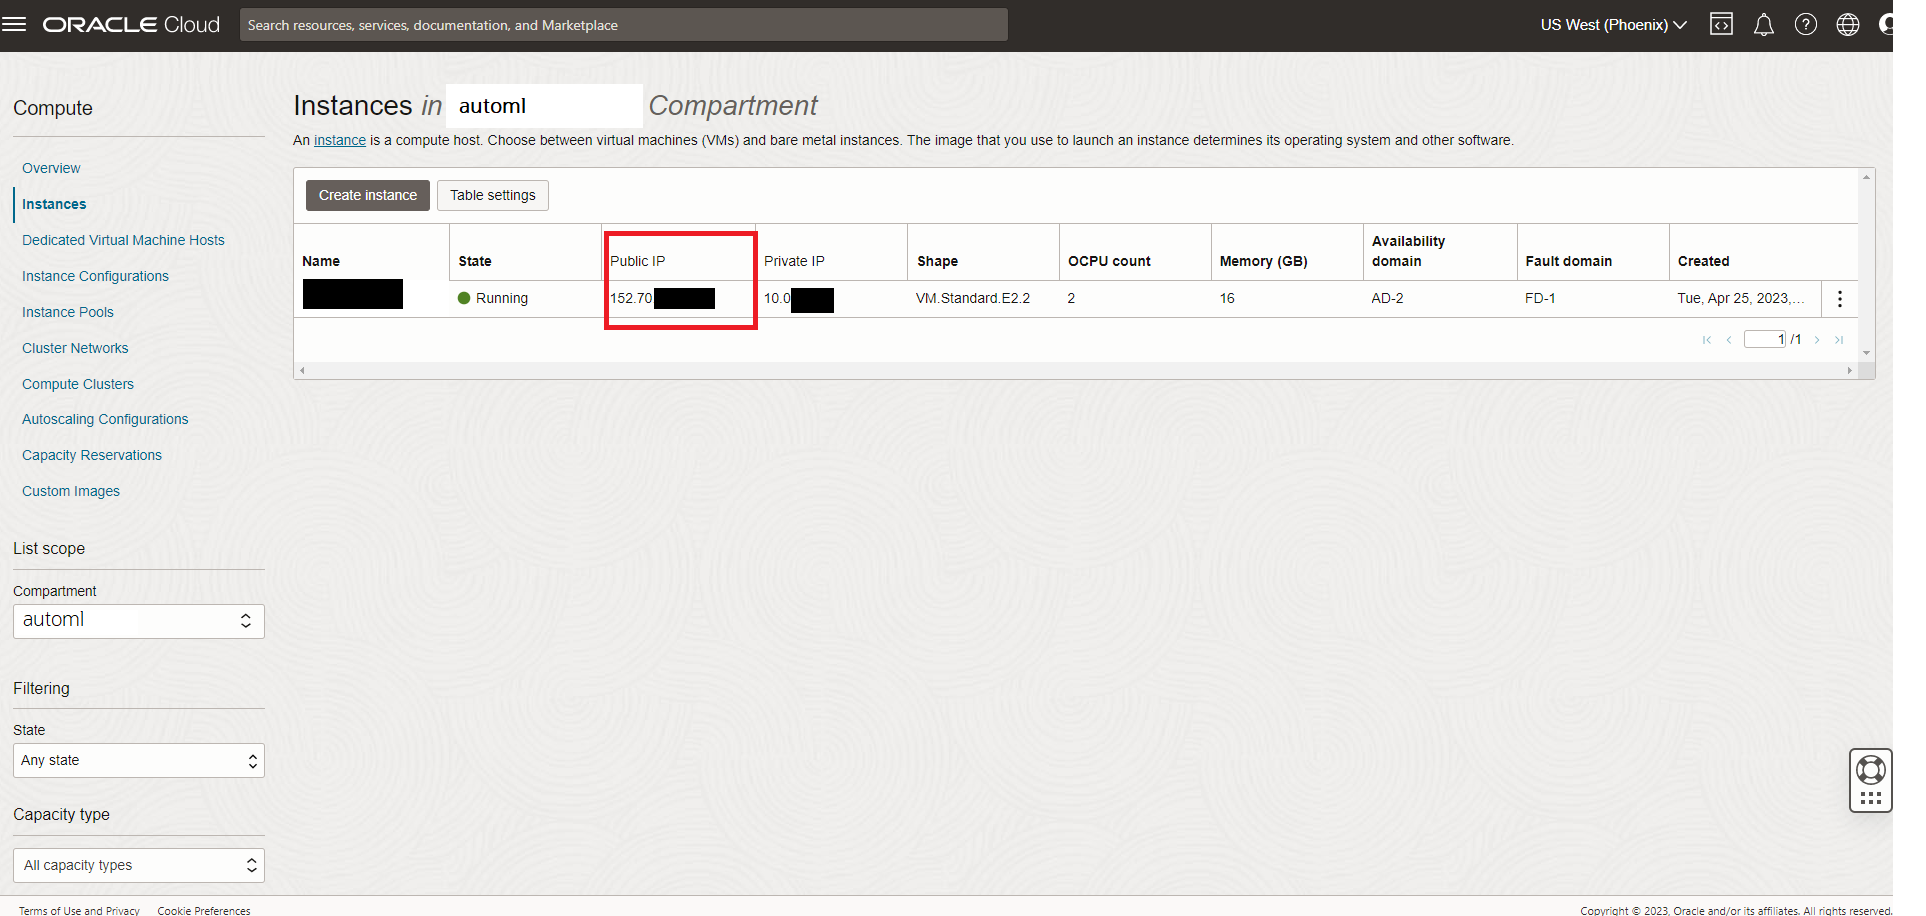 ORACLE Cloud
Search resources, services, documentation, and Marketplace
US West (Phoenix)
Compute
Overview
Instances
Dedicated Virtual Machine Hosts
Instance Configurations
Instance Pools
Cluster Networks
Compute Clusters
Autoscaling Configurations
Capacity Reservations
Custom Images
List scope
Compartment
automl
Filtering
State
Any state
Capacity type
All capacity types
Instances in automl Compartment
An instance is a compute host. Choose between virtual machines (VMs) and bare metal instances. The image that you use to launch an instance determines its operating system and other software.
Create instance Table settings
Name State Public IP Private IP Shape OCPU count Memory (GB) Availability domain Fault domain Created
Running 152.70 10.0 VM.Standard.E2.2 2 16 AD-2 FD-1 Tue, Apr 25, 2023,...
1 /1
Terms of Use and Privacy Cookie Preferences
Copyright © 2023, Oracle and/or its affiliates. All rights reserved.